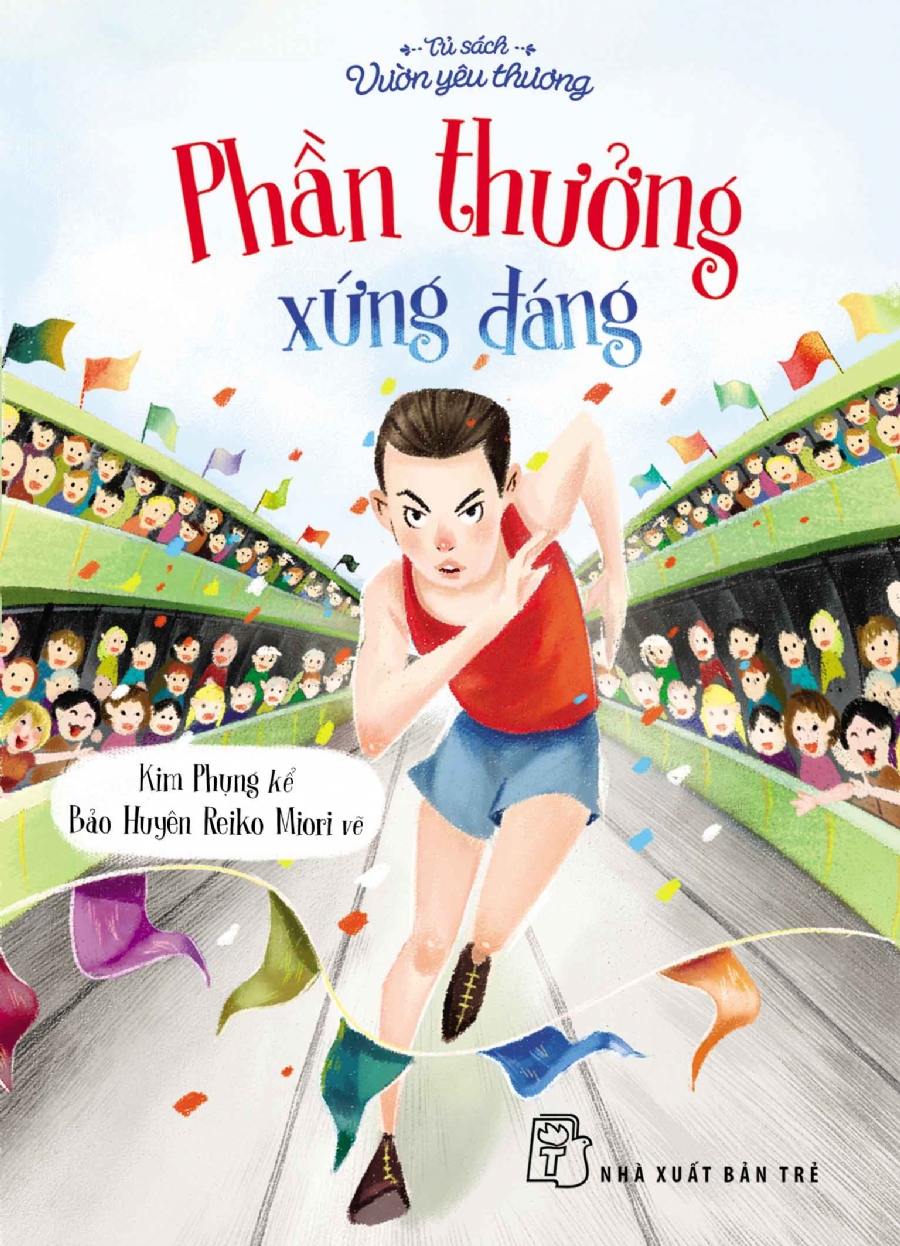 Tủ sách
Vườn yêu thương
Phần thưởng
xứng đáng
Kim Phụng kể
Bảo Huyên Reiko Miori vẽ
NHÀ XUẤT BẢN TRẺ